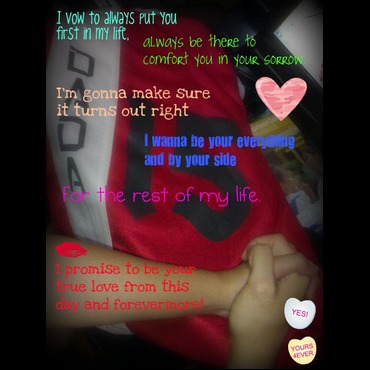 I vow to always put you
first in my life,
always be there to
comfort you in your sorrow
I'm gonna make sure
it turns out right
I wanna be your everything
and by your side
for the rest of my life.
I promise to be your
true love from this
day and forevermore!
YES!
YOURS
4EVER